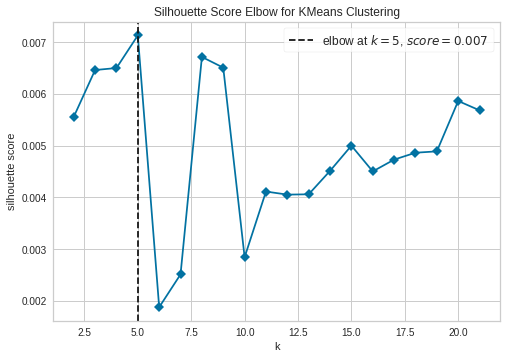 Silhouette Score Elbow for KMeans Clustering
elbow at k = 5, score = 0.007
silhouette score
0.007
0.006
0.005
0.004
0.003
0.002
2.5 5.0 7.5 10.0 12.5 15.0 17.5 20.0
k